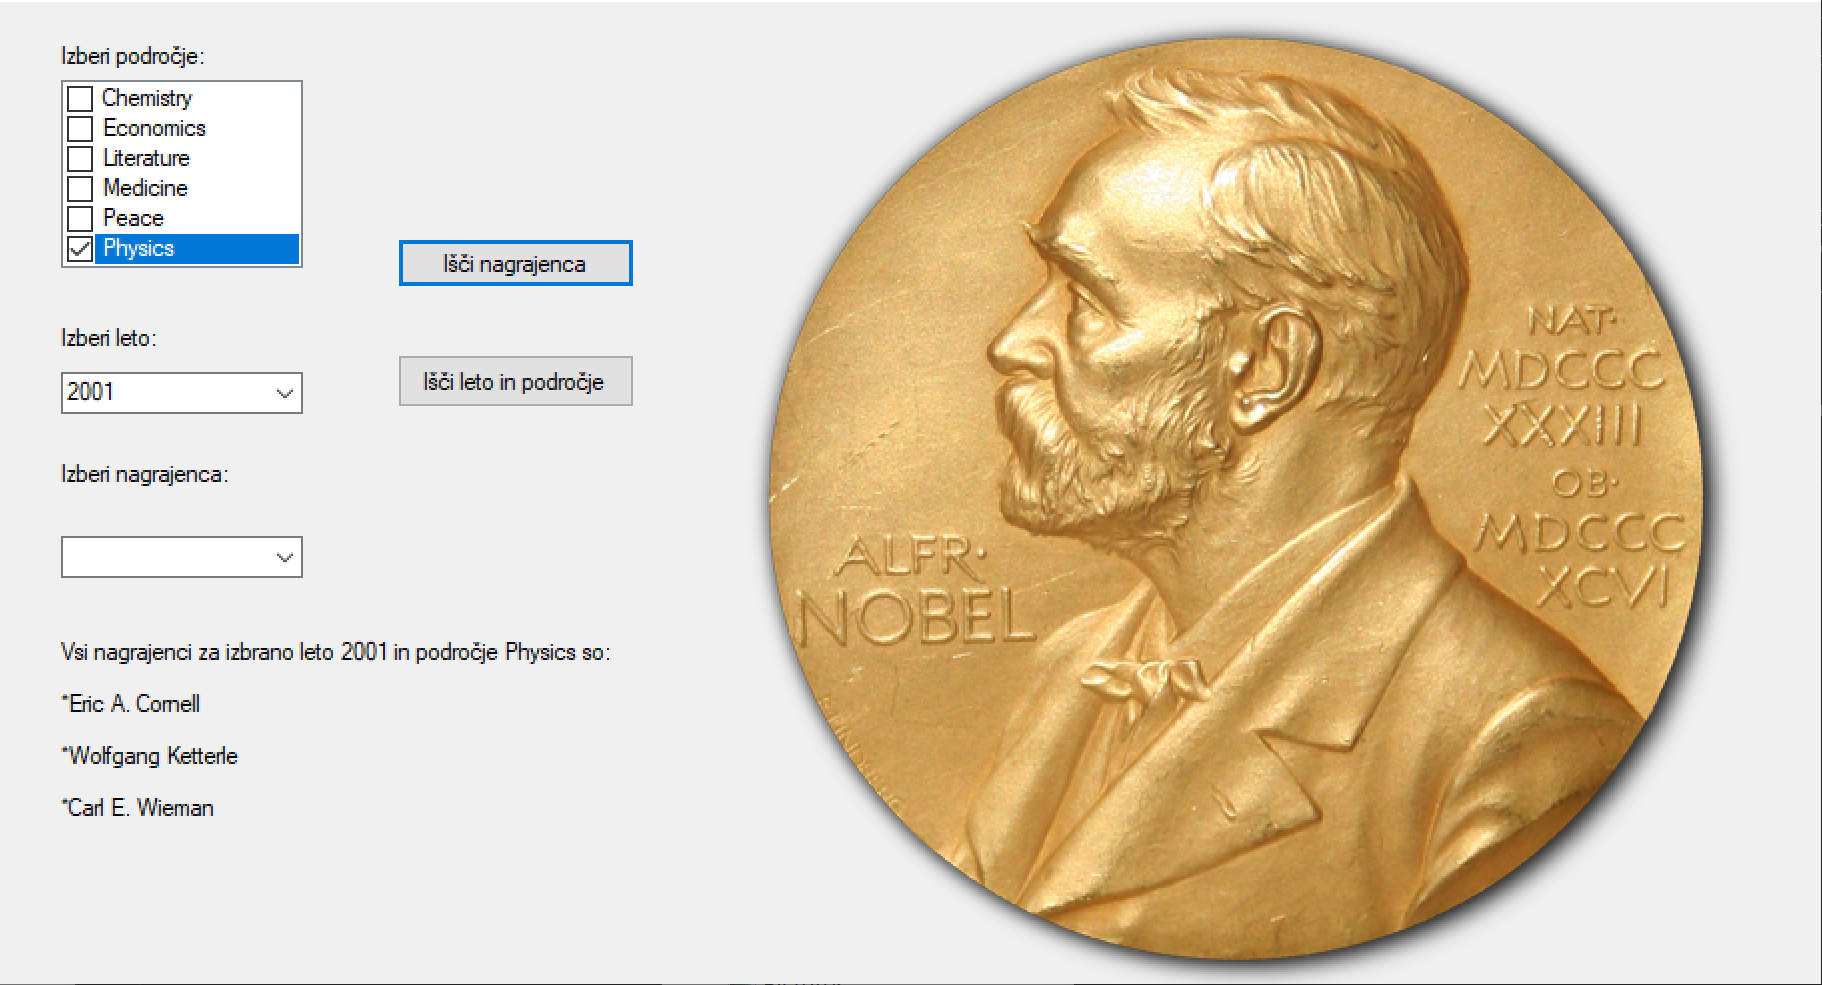 Izberi področje:
Chemistry
Economics
Literature
Medicine
Peace
Physics
Išči nagrajenca
Izberi leto:
2001
Išči leto in področje
Izberi nagrajenca:
Vsi nagrajenci za izbrano leto 2001 in področje Physics so:
*Eric A. Cornell
*Wolfgang Ketterle
*Carl E. Wieman
ALFR·
NOBEL
NAT·
MDCCC
XXXIII
OB·
MDCCC
XCVI